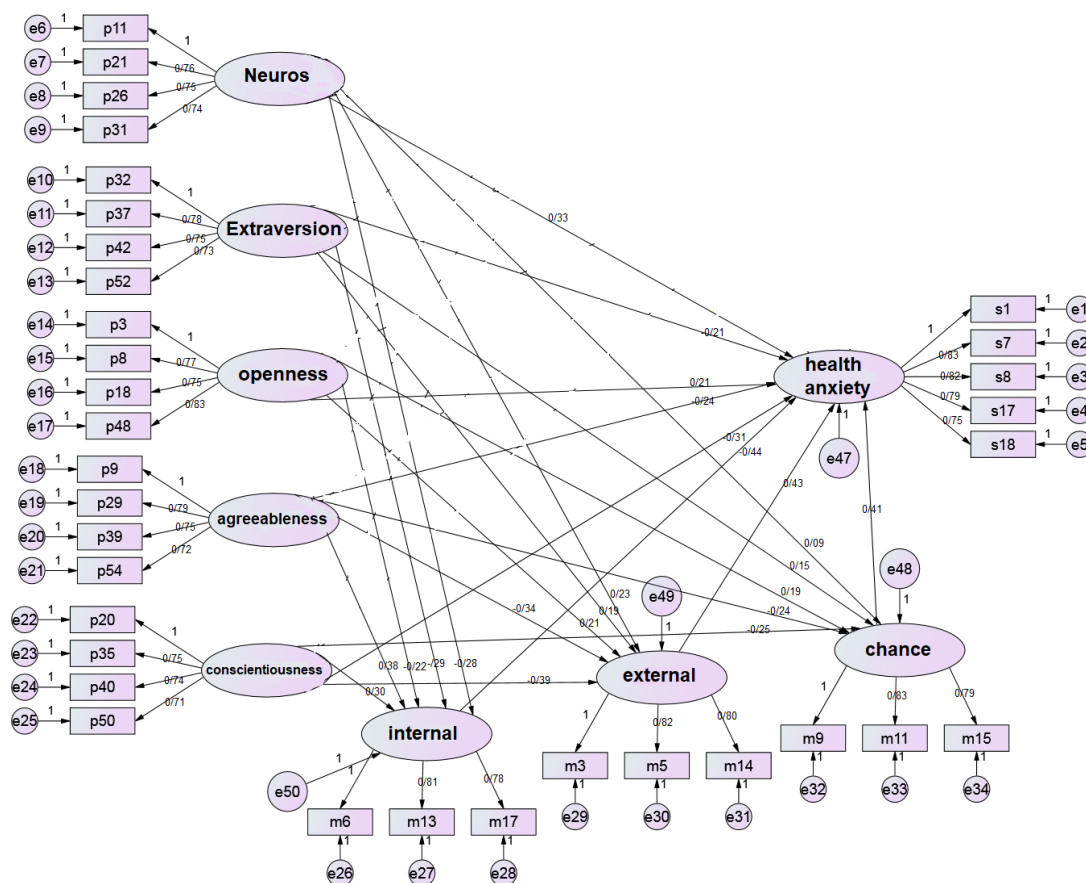 e6 1 p11 1
e7 1 p21 0/76
e8 1 p26 0/75
e9 1 p31 0/74
Neuros
e10 1 p32 1
e11 1 p37 0/78
e12 1 p42 0/75
e13 1 p52 0/73
Extraversion
e14 1 p3 1
e15 1 p8 0/77
e16 1 p18 0/75
e17 1 p48 0/83
openness
e18 1 p9 1
e19 1 p29 0/79
e20 1 p39 0/75
e21 1 p54 0/72
agreeableness
e22 1 p20 1
e23 1 p35 0/75
e24 1 p40 0/74
e25 1 p50 0/71
conscientiousness
0/33
-0/21
0/21
-0/24
-0/31
-0/44
0/43
0/41
health
anxiety
1
e47
1 s1 1 e1
0/83 s7 1 e2
0/82 s8 1 e3
0/79 s17 1 e4
0/75 s18 1 e5
0/09
0/15
0/19
-0/24
-0/25
0/23
0/19
0/21
-0/34
-0/39
0/38
-0/22
-0/29
-0/28
0/30
e48
1
chance
1 0/83 0/79
m9 m11 m15
1 1 1
e32 e33 e34
e49
1
external
1 0/82 0/80
m3 m5 m14
1 1 1
e29 e30 e31
internal
e50 1
1 0/81 0/78
m6 m13 m17
1 1 1
e26 e27 e28